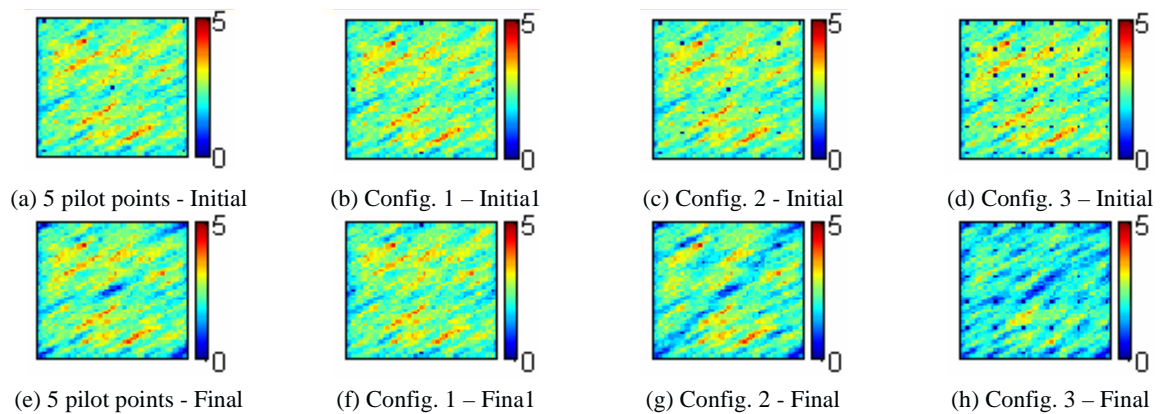 5 5 5 5
0 0 0 0
(a) 5 pilot points - Initial (b) Config. 1 – Initia1 (c) Config. 2 - Initial (d) Config. 3 – Initial
5 5 5 5
0 0 0 0
(e) 5 pilot points - Final (f) Config. 1 – Fina1 (g) Config. 2 - Final (h) Config. 3 – Final